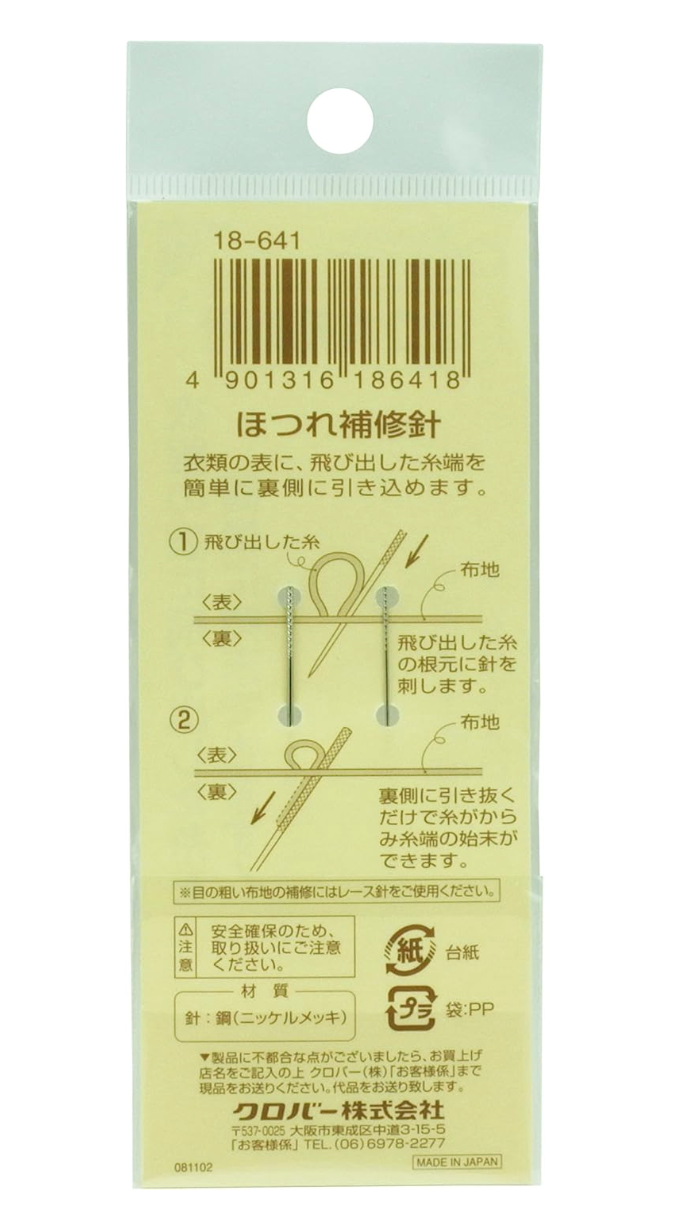 18-641
4 901316 186418
ほつれ補修針
衣類の表に、飛び出した糸端を
簡単に裏側に引き込めます。
① 飛び出した糸
布地
〈表〉
〈裏〉
飛び出した糸
の根元に針を
刺します。
②
布地
〈表〉
〈裏〉
裏側に引き抜く
だけで糸がから
み糸端の始末が
できます。
※目の粗い布地の補修にはレース針をご使用ください。
注意
安全確保のため、
取り扱いにご注意
ください。
紙 台紙
材質
針：鋼(ニッケルメッキ)
プラ 袋:PP
▼製品に不都合な点がございましたら、お買上げ
店名をご記入の上 クロバー(株)「お客様係」まで
現品をお送りください。代品をお送り致します。
クロバー株式会社
〒537-0025 大阪市東成区中道3-15-5
「お客様係」TEL.(06)6978-2277
081102
MADE IN JAPAN